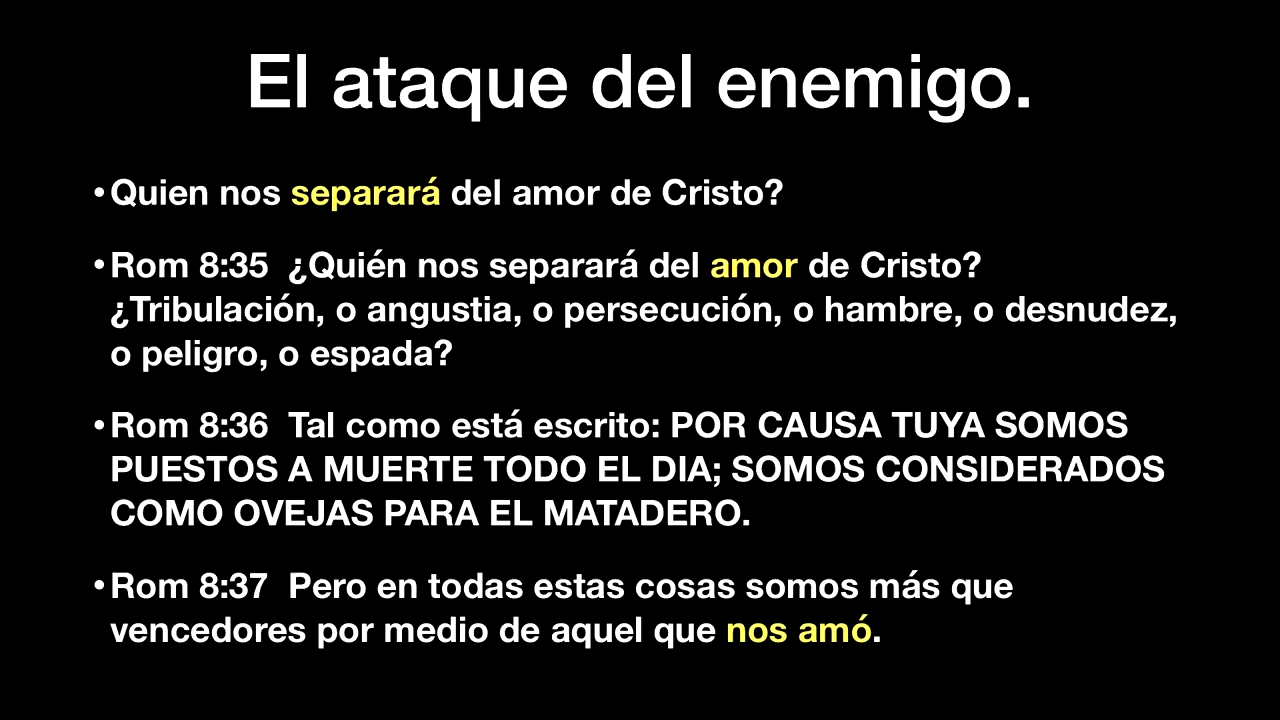 El ataque del enemigo.
•Quien nos separará del amor de Cristo?
•Rom 8:35  ¿Quién nos separará del amor de Cristo?
¿Tribulación, o angustia, o persecución, o hambre, o desnudez,
o peligro, o espada?
•Rom 8:36  Tal como está escrito: POR CAUSA TUYA SOMOS
PUESTOS A MUERTE TODO EL DIA; SOMOS CONSIDERADOS
COMO OVEJAS PARA EL MATADERO.
•Rom 8:37  Pero en todas estas cosas somos más que
vencedores por medio de aquel que nos amó.